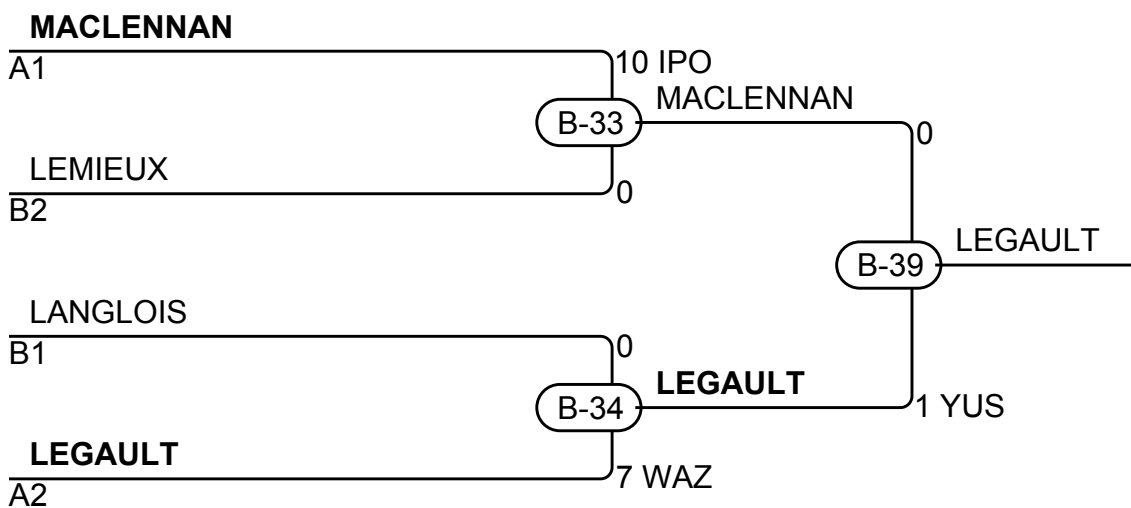 MACLENNAN
A1
10 IPO
MACLENNAN
B-33
0
LEMIEUX
B2
0
B-39
LEGAULT
LANGLOIS
B1
0
LEGAULT
B-34
1 YUS
LEGAULT
A2
7 WAZ